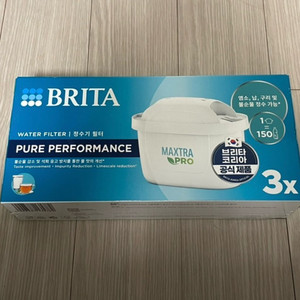 BRITA
염소, 납, 구리 및
불순물 정수 가능*
1
150
WATER FILTER | 정수기 필터
PURE PERFORMANCE
Taste improvement • Impurity Reduction • Limescale reduction*
MAXTRA
PRO
브리타
코리아
공식 제품
3x